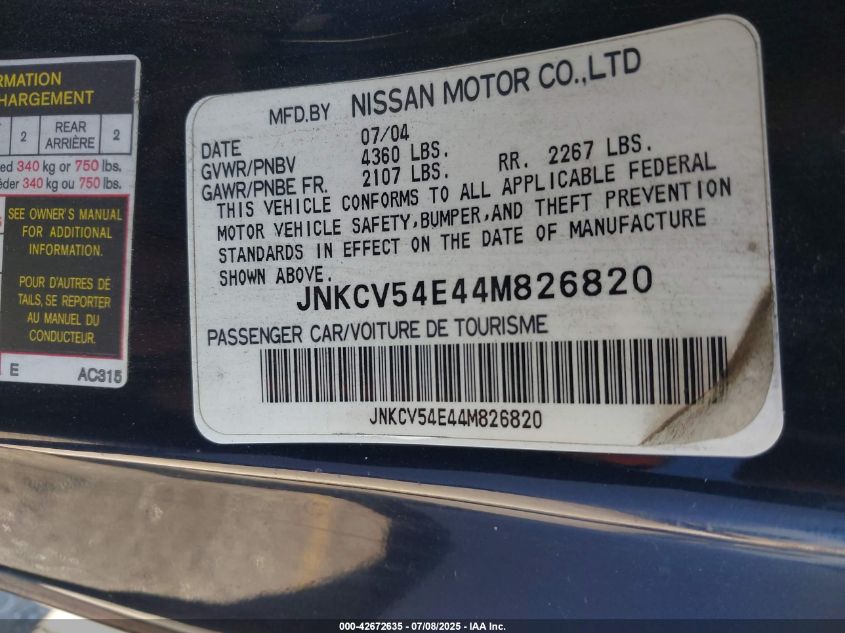 RMATION
HARGEMENT
2 REAR
ARRIÈRE 2
ed 340 kg or 750 lbs.
éder 340 kg ou 750 lbs.
SEE OWNER'S MANUAL
FOR ADDITIONAL
INFORMATION.
POUR D'AUTRES DÉ
TAILS, SE REPORTER
AU MANUEL DU
CONDUCTEUR.
E AC315
MFD.BY NISSAN MOTOR CO.,LTD
DATE 07/04
GVWR/PNBV 4360 LBS.
GAWR/PNBE FR. 2107 LBS. RR. 2267 LBS.
THIS VEHICLE CONFORMS TO ALL APPLICABLE FEDERAL
MOTOR VEHICLE SAFETY,BUMPER,AND THEFT PREVENTION
STANDARDS IN EFFECT ON THE DATE OF MANUFACTURE
SHOWN ABOVE.
JNKCV54E44M826820
PASSENGER CAR/VOITURE DE TOURISME
JNKCV54E44M826820
000-42672635 - 07/08/2025 - IAA Inc.